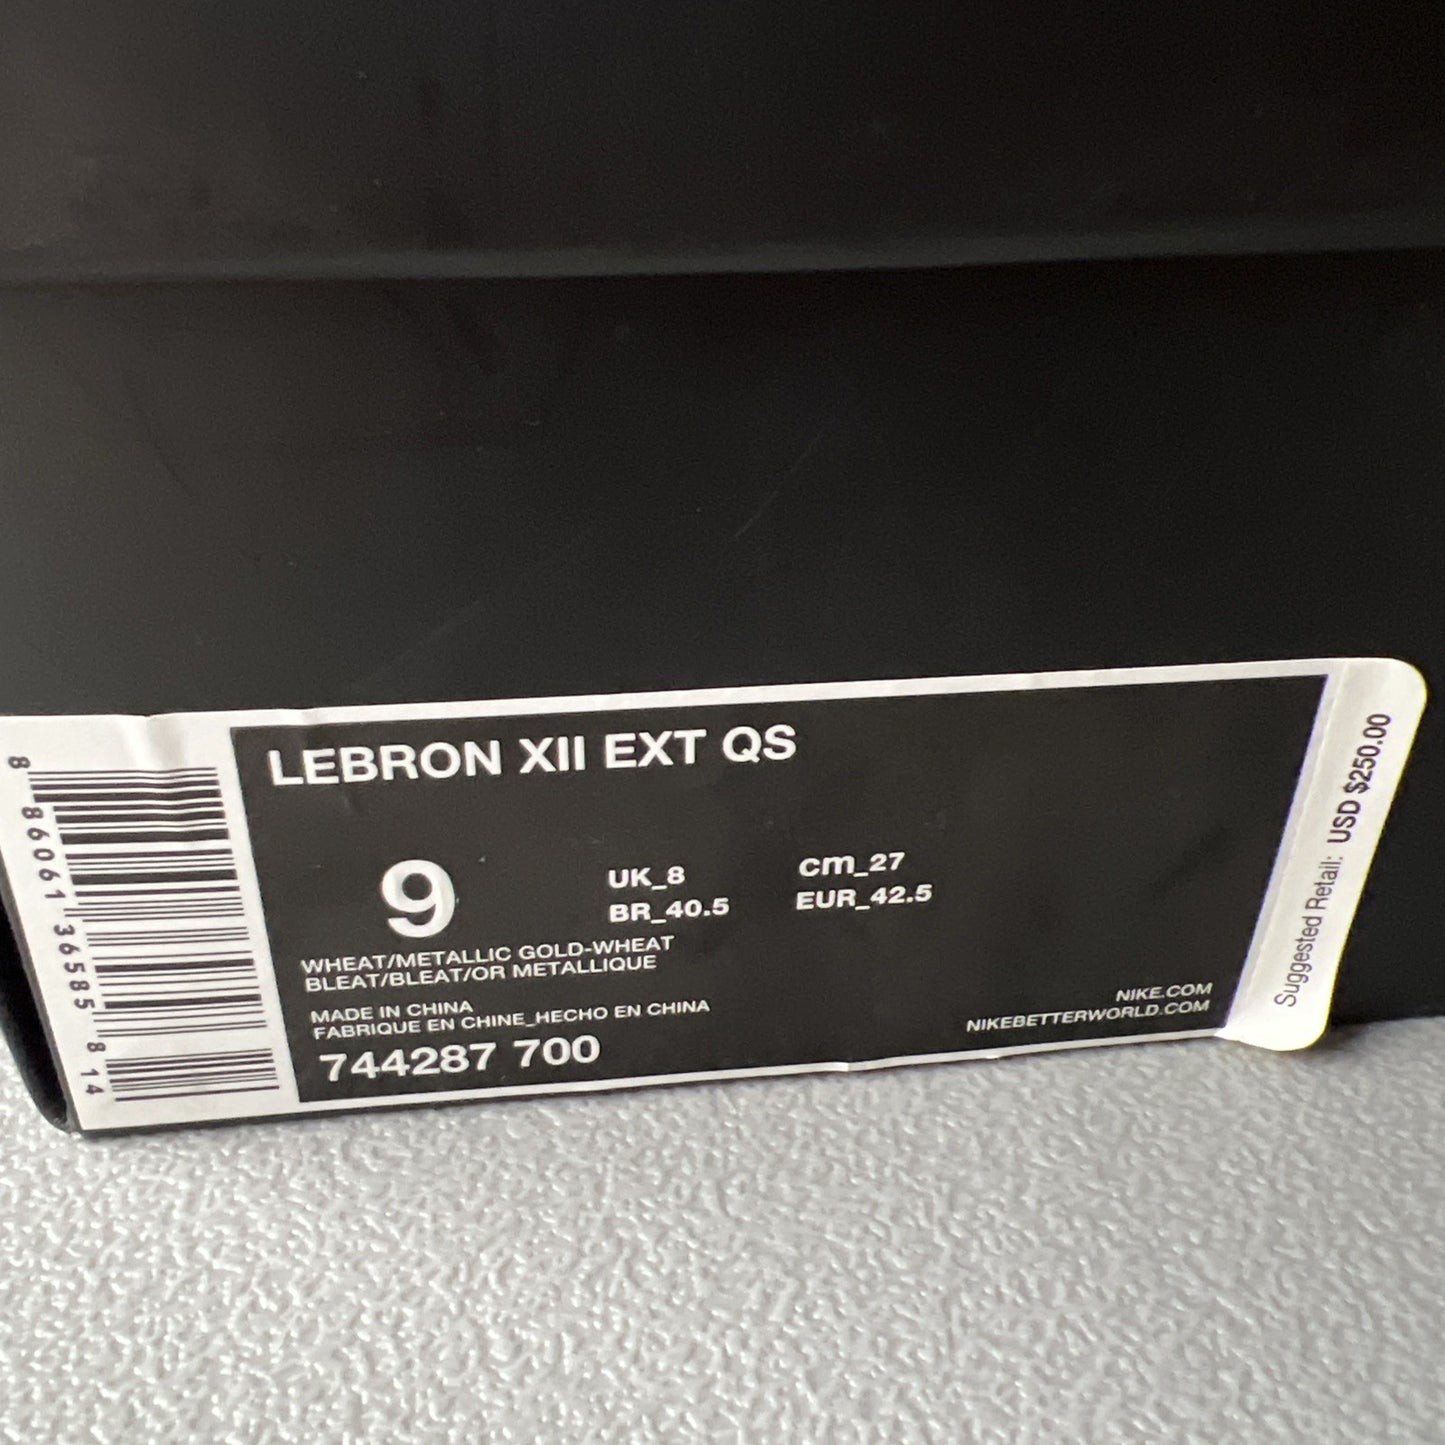 LEBRON XII EXT QS
9
UK_8
cm_27
BR_40.5
EUR_42.5
WHEAT/METALLIC GOLD-WHEAT
BLEAT/BLEAT/OR METALLIQUE
MADE IN CHINA
FABRIQUE EN CHINE_HECHO EN CHINA
744287 700
NIKE.COM
NIKEBETTERWORLD.COM
8 86061 36585 8 14
Suggested Retail: USD $250.00